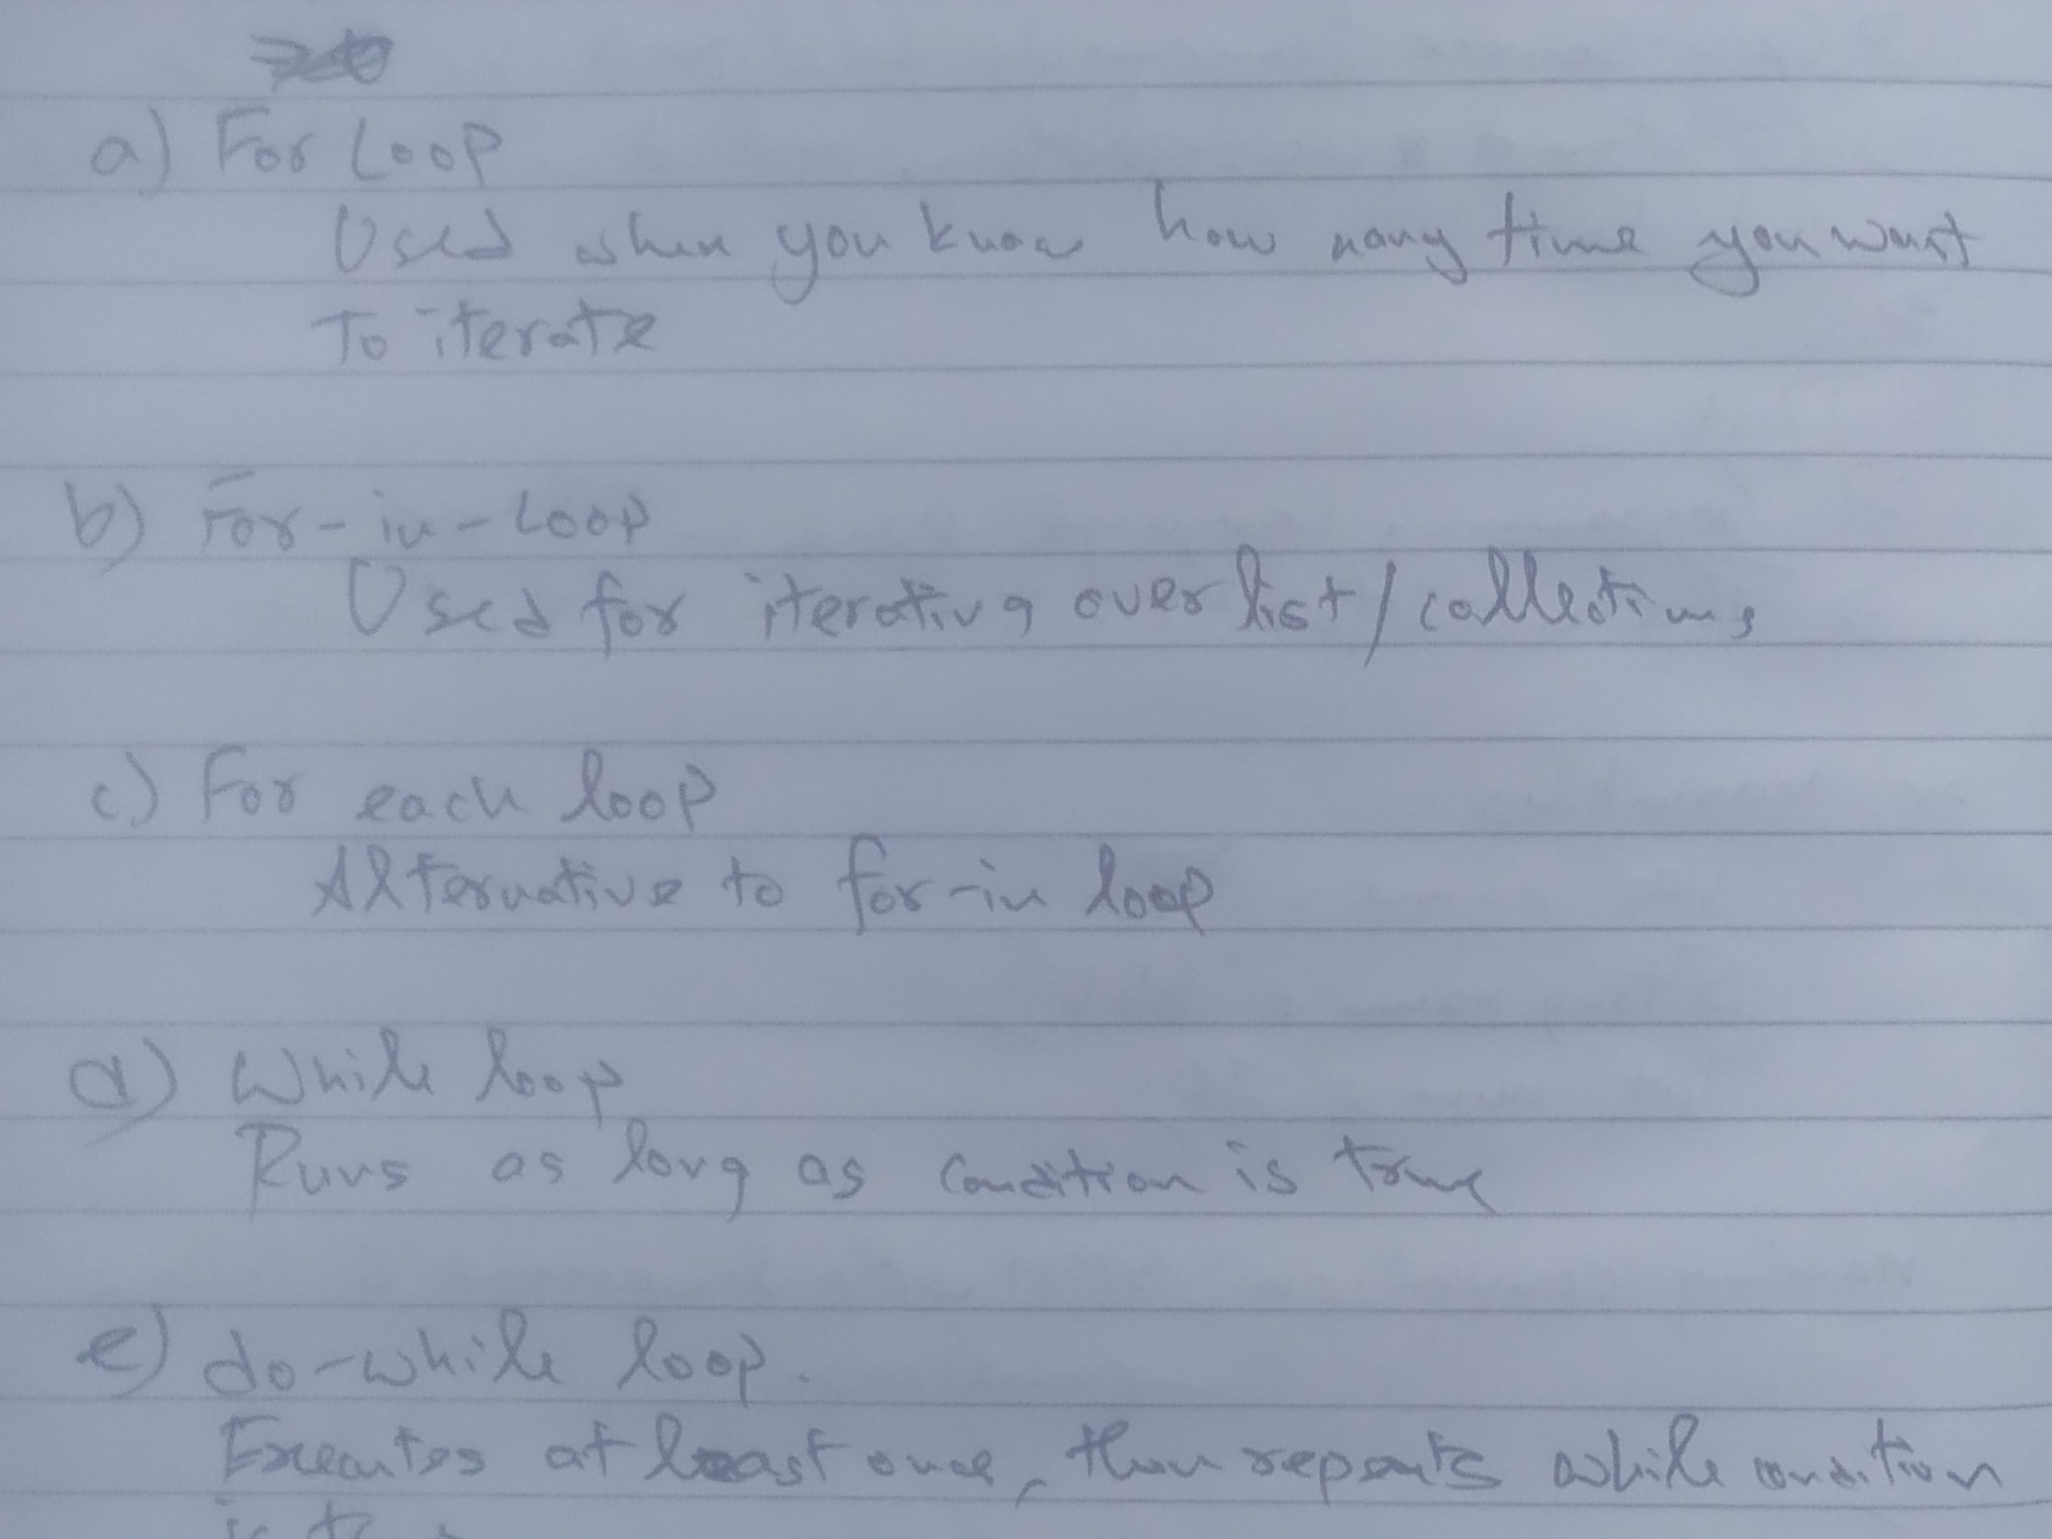 a) For Loop
Used when you know how many time you want
To iterate
b) For-in-Loop
Used for iterating over list/collections
c) For each loop
Alternative to for-in loop
d) While loop
Runs as long as condition is true
e) do-while loop.
Executes at least once, then repeats while condition
is